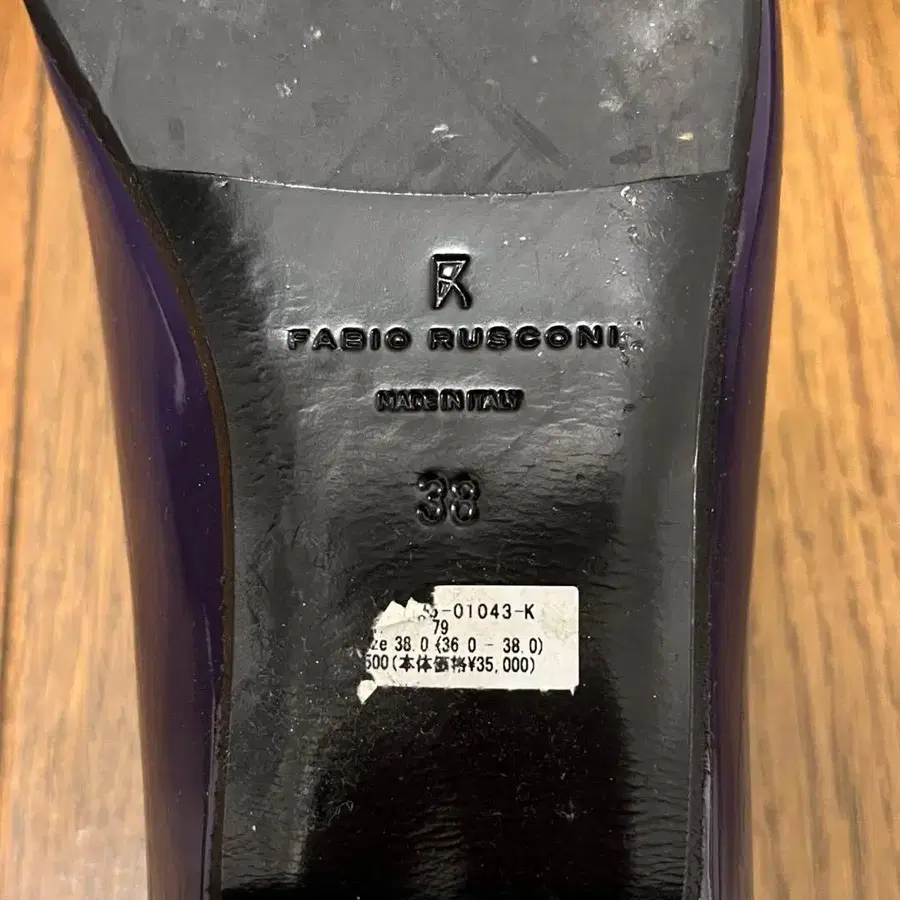 FABIO RUSCONI
MADE IN ITALY
38
-01043-K
79
38.0 (36.0 - 38.0)
500(本体価格¥35,000)